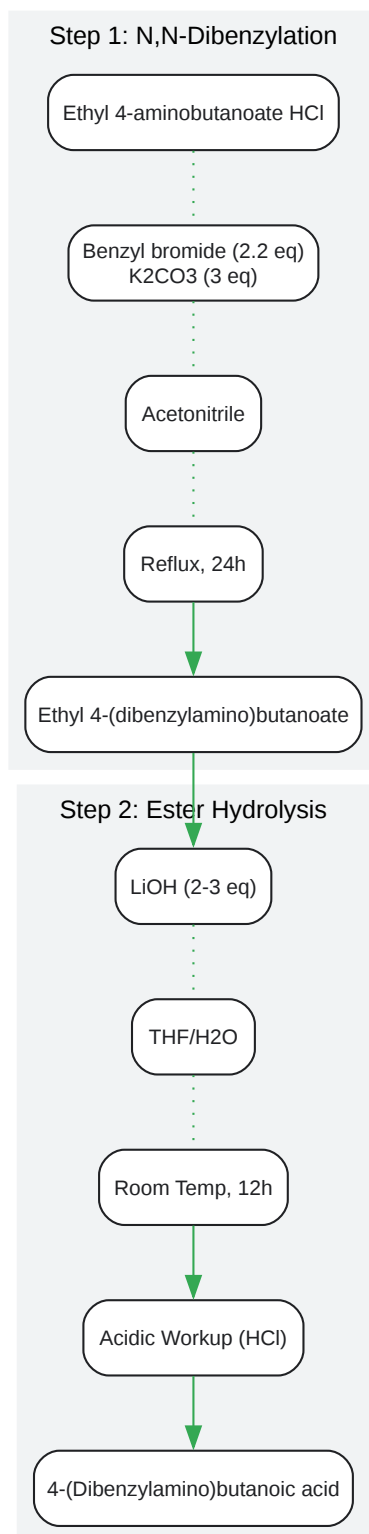 Step 1: N,N-Dibenzylation
Ethyl 4-aminobutanoate HCl
Benzyl bromide (2.2 eq)
K2CO3 (3 eq)
Acetonitrile
Reflux, 24h
Ethyl 4-(dibenzylamino)butanoate
Step 2: Ester Hydrolysis
LiOH (2-3 eq)
THF/H2O
Room Temp, 12h
Acidic Workup (HCl)
4-(Dibenzylamino)butanoic acid